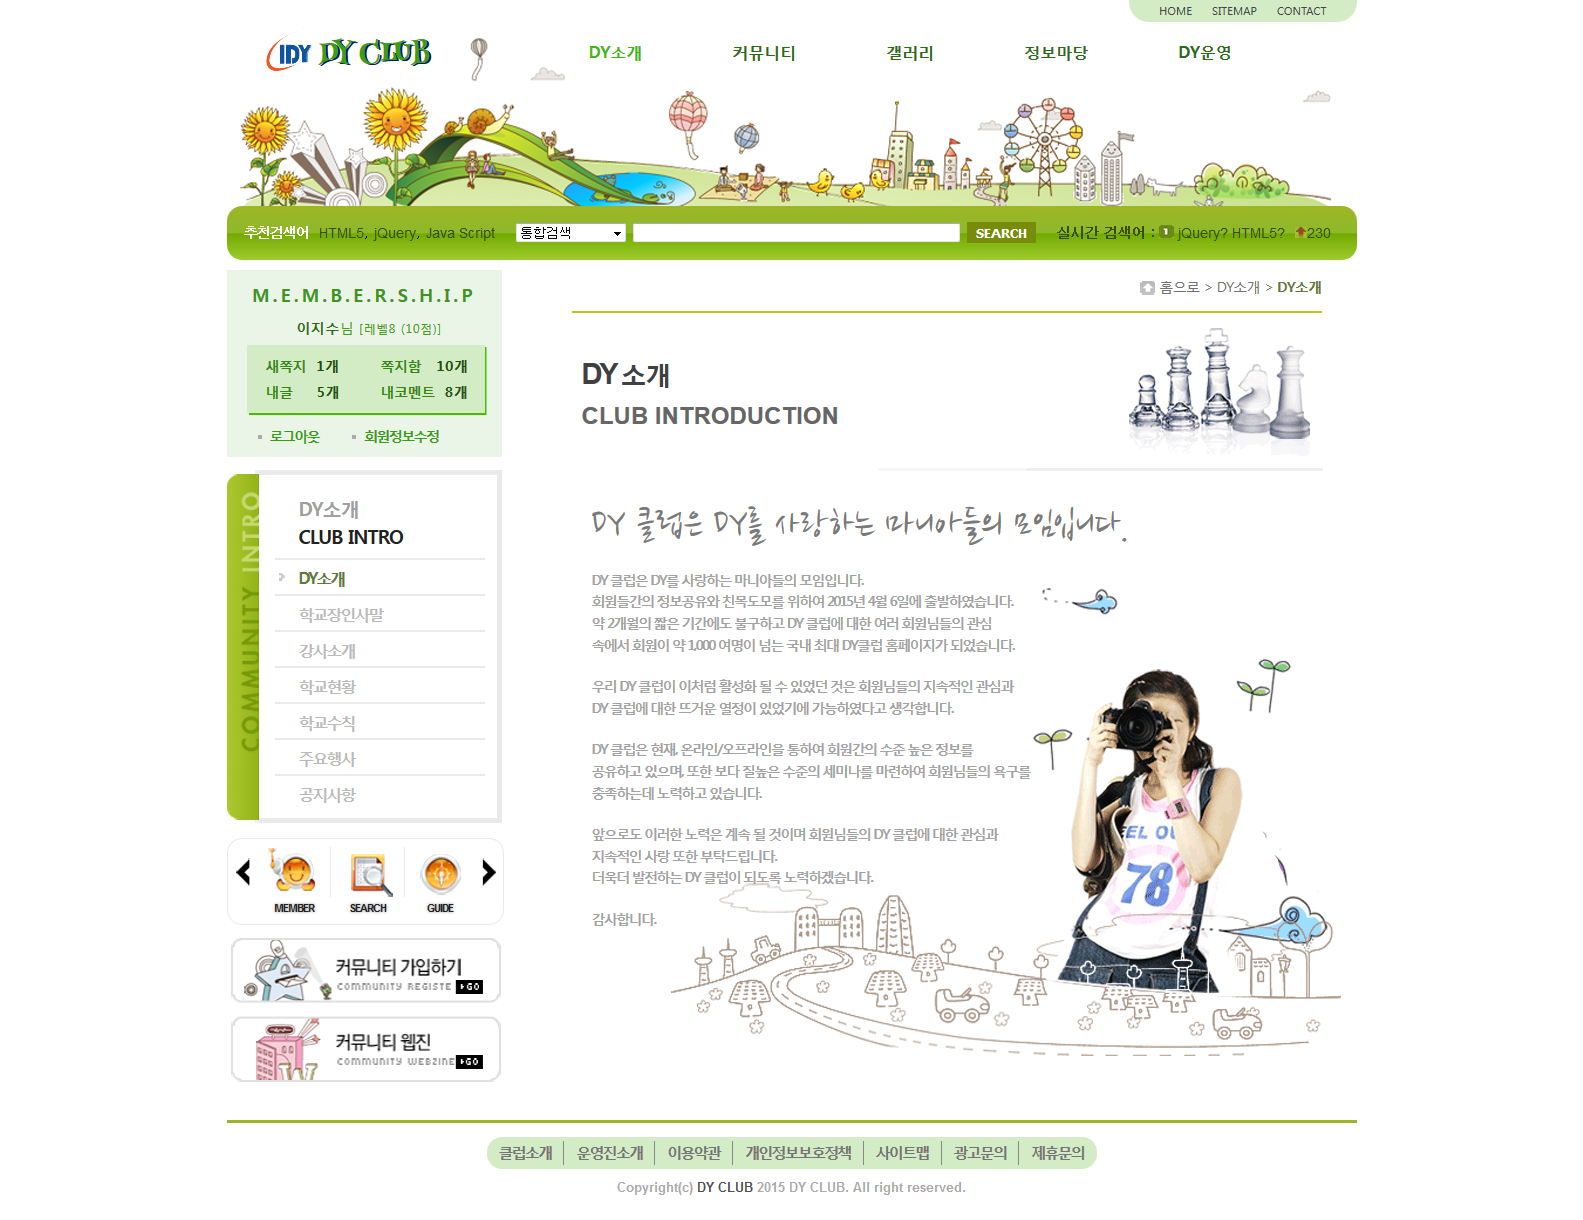 HOME SITEMAP CONTACT
IDY DY CLUB
DY소개 커뮤니티 갤러리 정보마당 DY운영
추천검색어 HTML5, jQuery, Java Script 통합검색 SEARCH 실시간 검색어 : 1 jQuery? HTML5? 230
M.E.M.B.E.R.S.H.I.P
이지수님 [레벨8 (10점)]
새쪽지 1개 쪽지함 10개
내글 5개 내코멘트 8개
로그아웃 회원정보수정
COMMUNITY INTRO
DY소개
CLUB INTRO
DY소개
학교장인사말
강사소개
학교현황
학교수칙
주요행사
공지사항
MEMBER SEARCH GUIDE
커뮤니티 가입하기
COMMUNITY REGISTE GO
커뮤니티 웹진
COMMUNITY WEBZINE GO
홈으로 > DY소개 > DY소개
DY 소개
CLUB INTRODUCTION
DY 클럽은 DY를 사랑하는 마니아들의 모임입니다.
DY 클럽은 DY를 사랑하는 마니아들의 모임입니다.
회원들간의 정보공유와 친목도모를 위하여 2015년 4월 6일에 출발하였습니다.
약 2개월의 짧은 기간에도 불구하고 DY 클럽에 대한 여러 회원님들의 관심
속에서 회원이 약 1,000 여명이 넘는 국내 최대 DY클럽 홈페이지가 되었습니다.
우리 DY 클럽이 이처럼 활성화 될 수 있었던 것은 회원님들의 지속적인 관심과
DY 클럽에 대한 뜨거운 열정이 있었기에 가능하였다고 생각합니다.
DY 클럽은 현재, 온라인/오프라인을 통하여 회원간의 수준 높은 정보를
공유하고 있으며, 또한 보다 질높은 수준의 세미나를 마련하여 회원님들의 욕구를
충족하는데 노력하고 있습니다.
앞으로도 이러한 노력은 계속 될 것이며 회원님들의 DY 클럽에 대한 관심과
지속적인 사랑 또한 부탁드립니다.
더욱더 발전하는 DY 클럽이 되도록 노력하겠습니다.
감사합니다.
FEEL OU
78
클럽소개 운영진소개 이용약관 개인정보보호정책 사이트맵 광고문의 제휴문의
Copyright(c) DY CLUB 2015 DY CLUB. All right reserved.